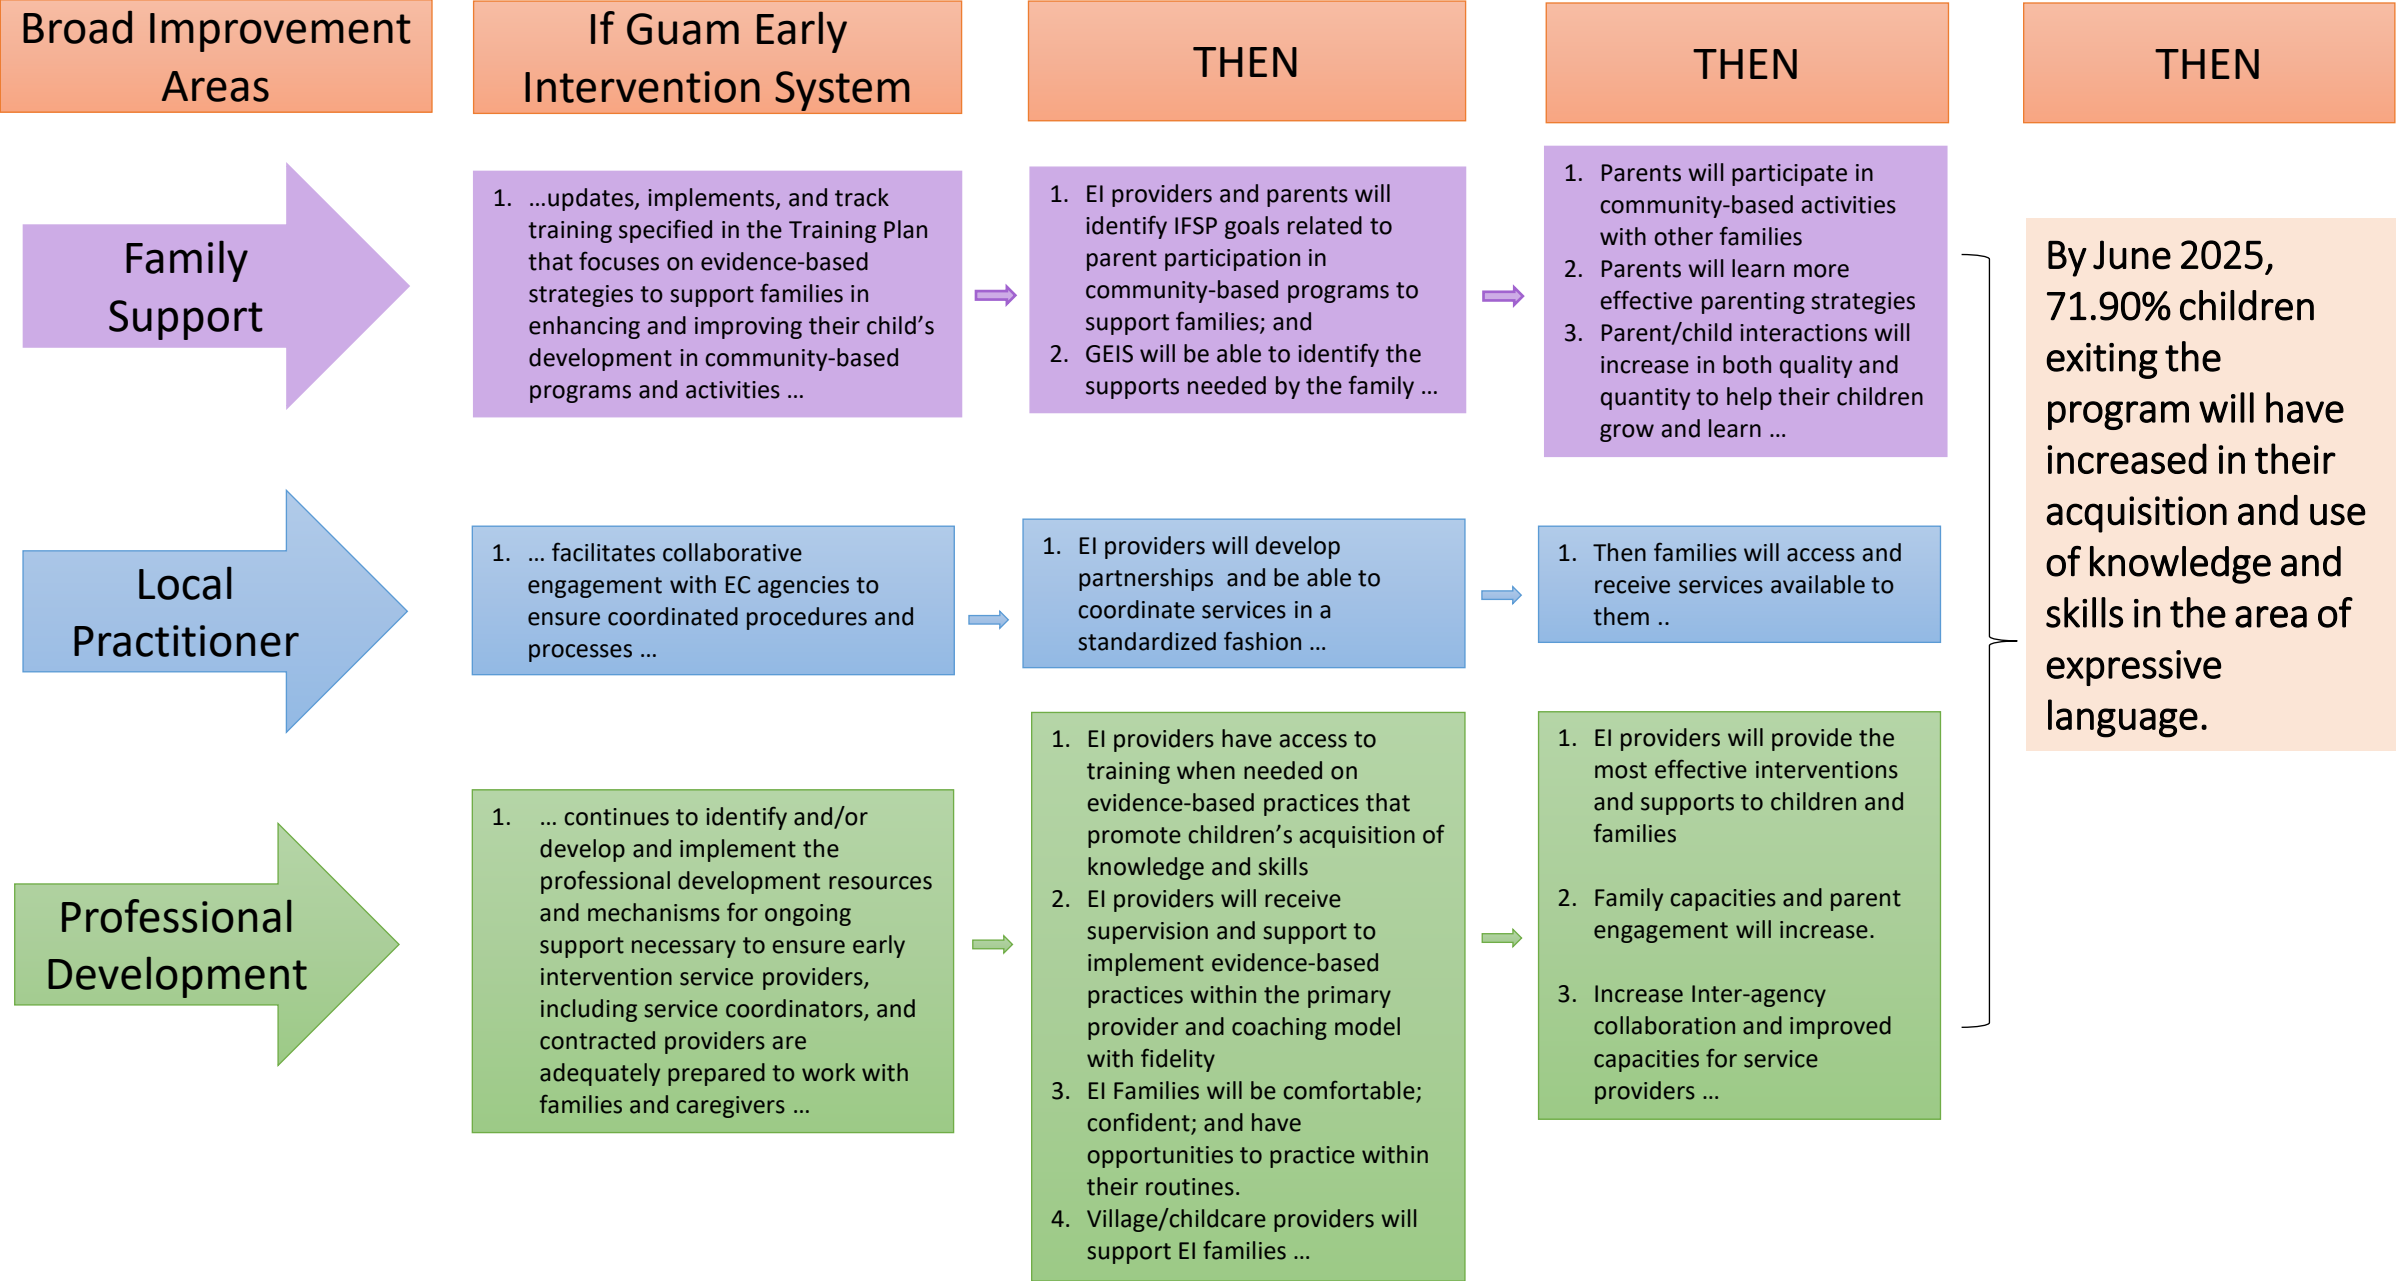 Broad Improvement
Areas
If Guam Early
Intervention System
THEN
THEN
THEN
Family
Support
1. …updates, implements, and track
training specified in the Training Plan
that focuses on evidence-based
strategies to support families in
enhancing and improving their child’s
development in community-based
programs and activities …
1. EI providers and parents will
identify IFSP goals related to
parent participation in
community-based programs to
support families; and
2. GEIS will be able to identify the
supports needed by the family …
1. Parents will participate in
community-based activities
with other families
2. Parents will learn more
effective parenting strategies
3. Parent/child interactions will
increase in both quality and
quantity to help their children
grow and learn …
Local
Practitioner
1. … facilitates collaborative
engagement with EC agencies to
ensure coordinated procedures and
processes …
1. EI providers will develop
partnerships and be able to
coordinate services in a
standardized fashion …
1. Then families will access and
receive services available to
them ..
Professional
Development
1. … continues to identify and/or
develop and implement the
professional development resources
and mechanisms for ongoing
support necessary to ensure early
intervention service providers,
including service coordinators, and
contracted providers are
adequately prepared to work with
families and caregivers …
1. EI providers have access to
training when needed on
evidence-based practices that
promote children’s acquisition of
knowledge and skills
2. EI providers will receive
supervision and support to
implement evidence-based
practices within the primary
provider and coaching model
with fidelity
3. EI Families will be comfortable;
confident; and have
opportunities to practice within
their routines.
4. Village/childcare providers will
support EI families …
1. EI providers will provide the
most effective interventions
and supports to children and
families
2. Family capacities and parent
engagement will increase.
3. Increase Inter-agency
collaboration and improved
capacities for service
providers …
By June 2025,
71.90% children
exiting the
program will have
increased in their
acquisition and use
of knowledge and
skills in the area of
expressive
language.